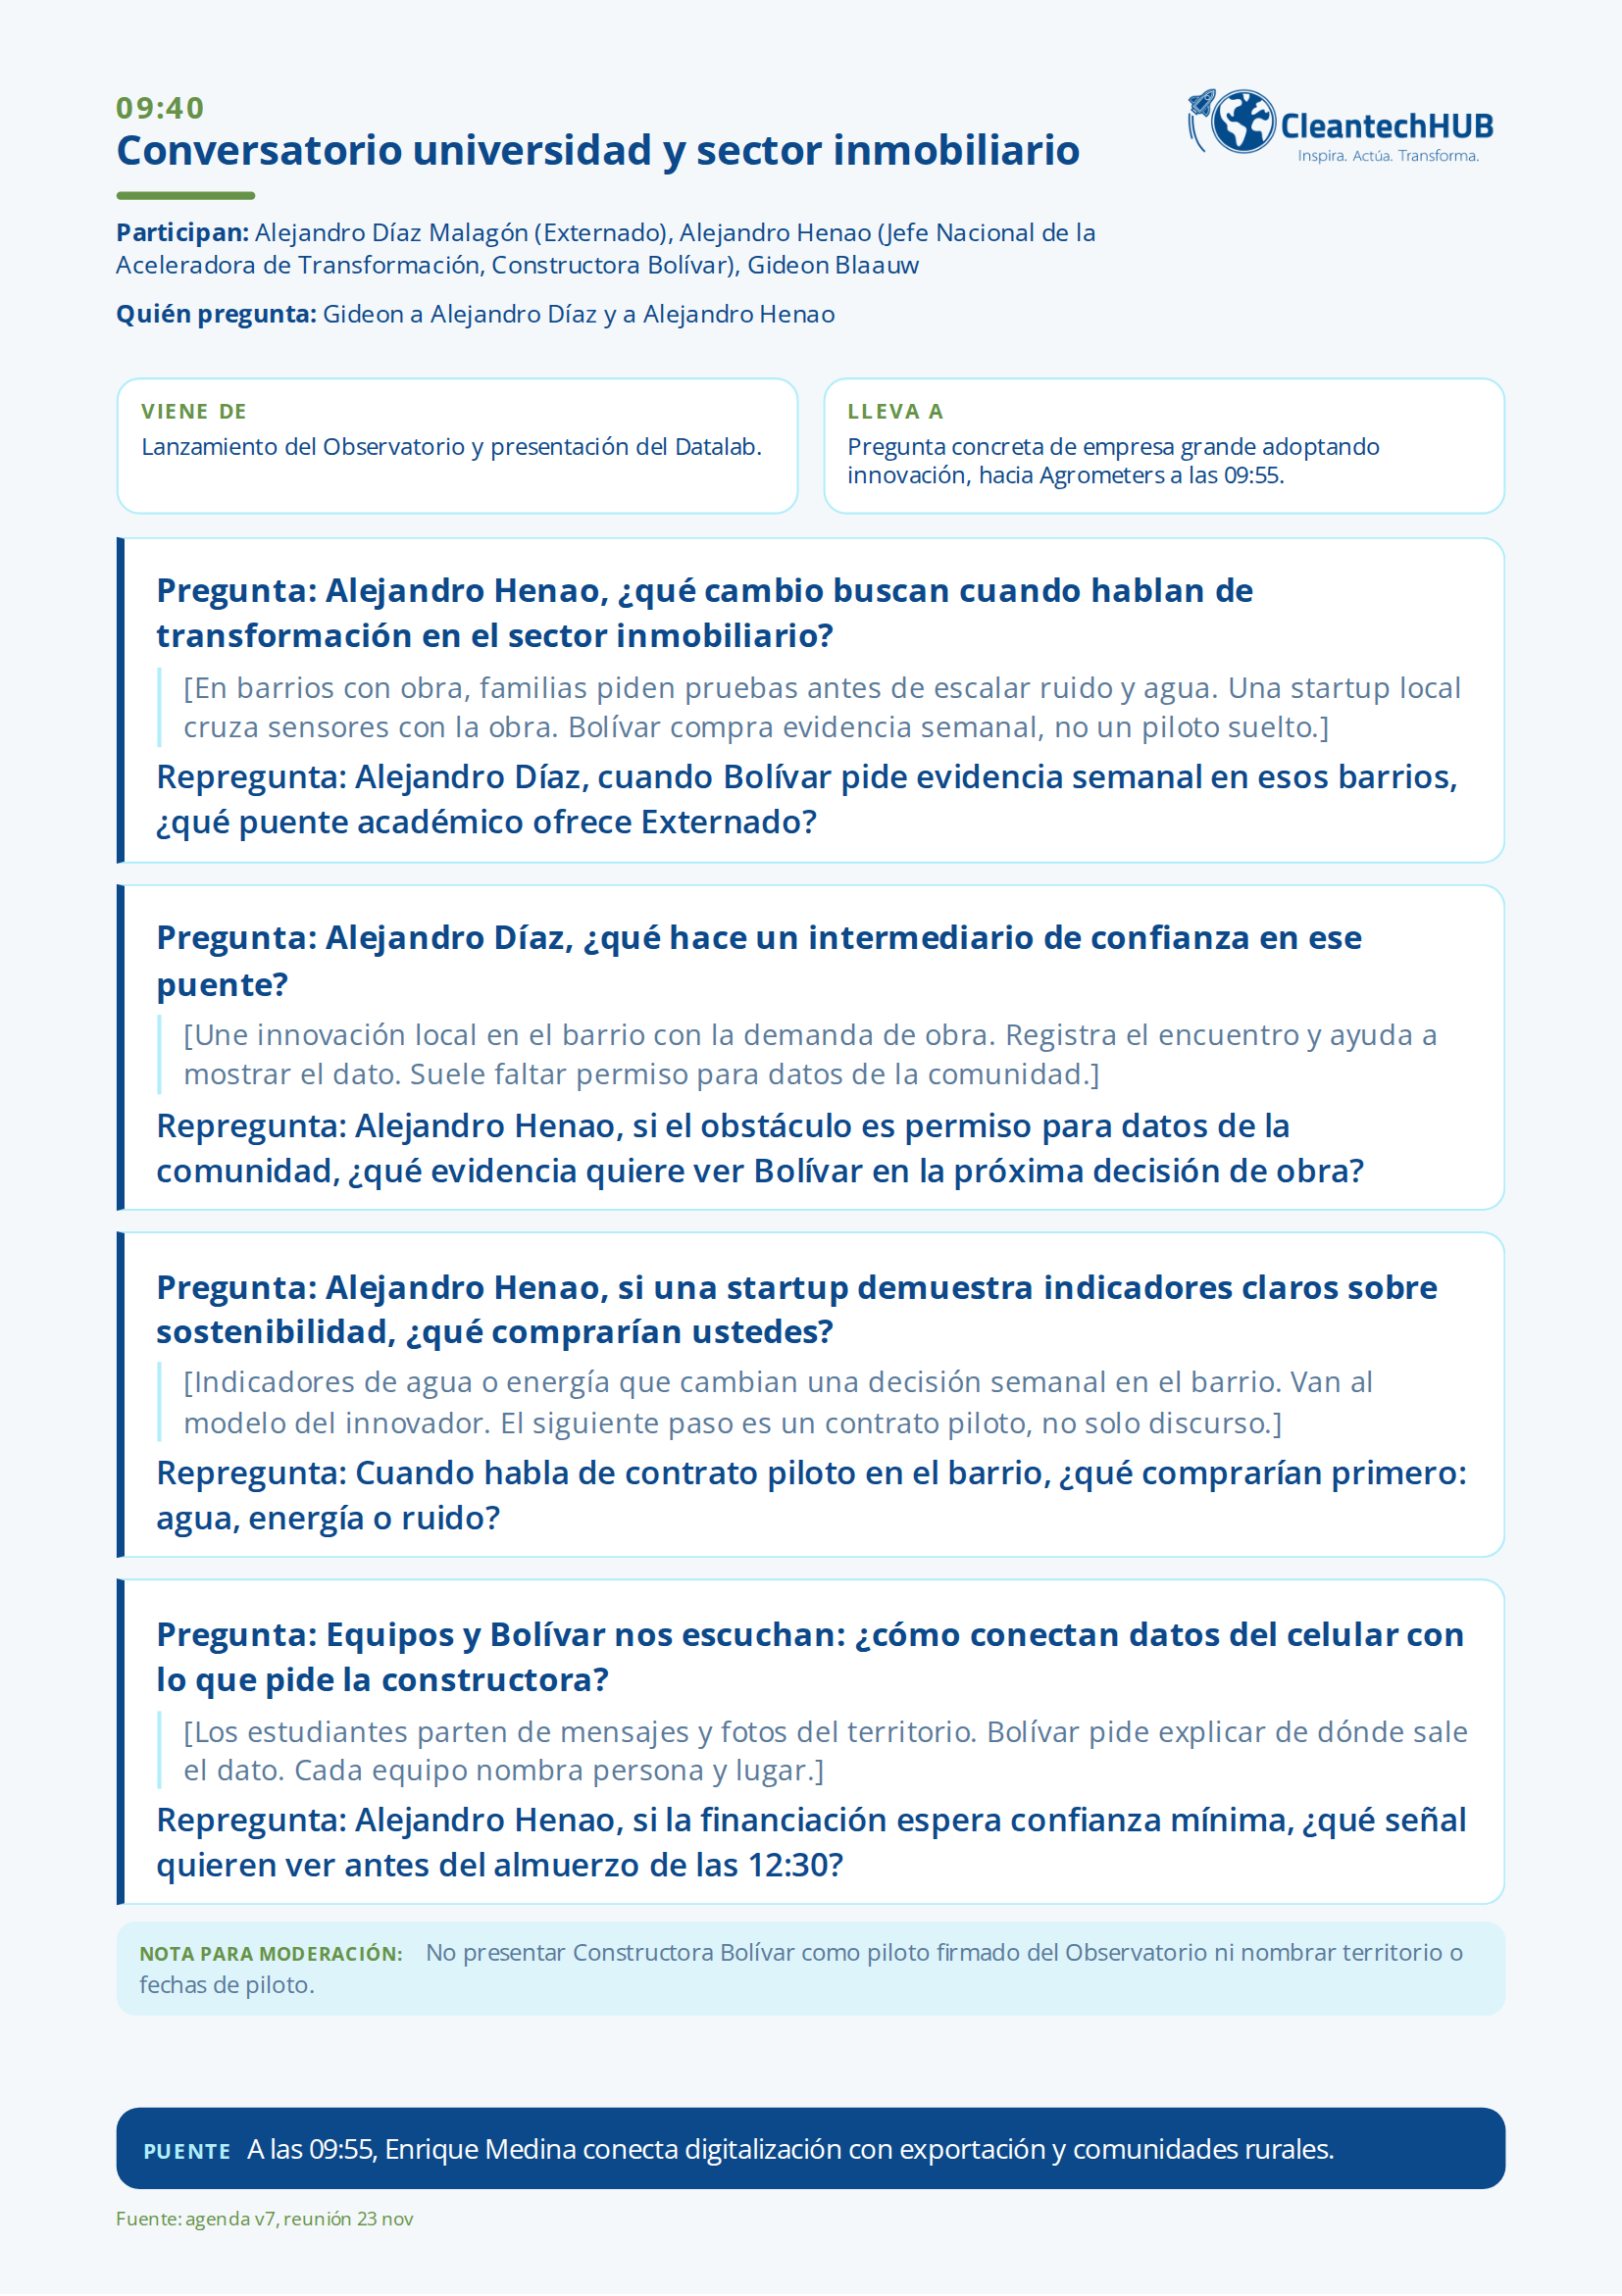 09:40
Conversatorio universidad y sector inmobiliario
CleantechHUB
Inspira. Actúa. Transforma.
Participan: Alejandro Díaz Malagón (Externado), Alejandro Henao (Jefe Nacional de la
Aceleradora de Transformación, Constructora Bolívar), Gideon Blaauw
Quién pregunta: Gideon a Alejandro Díaz y a Alejandro Henao
VIENE DE
Lanzamiento del Observatorio y presentación del Datalab.
LLEVA A
Pregunta concreta de empresa grande adoptando
innovación, hacia Agrometers a las 09:55.
Pregunta: Alejandro Henao, ¿qué cambio buscan cuando hablan de
transformación en el sector inmobiliario?
[En barrios con obra, familias piden pruebas antes de escalar ruido y agua. Una startup local
cruza sensores con la obra. Bolívar compra evidencia semanal, no un piloto suelto.]
Repregunta: Alejandro Díaz, cuando Bolívar pide evidencia semanal en esos barrios,
¿qué puente académico ofrece Externado?
Pregunta: Alejandro Díaz, ¿qué hace un intermediario de confianza en ese
puente?
[Une innovación local en el barrio con la demanda de obra. Registra el encuentro y ayuda a
mostrar el dato. Suele faltar permiso para datos de la comunidad.]
Repregunta: Alejandro Henao, si el obstáculo es permiso para datos de la
comunidad, ¿qué evidencia quiere ver Bolívar en la próxima decisión de obra?
Pregunta: Alejandro Henao, si una startup demuestra indicadores claros sobre
sostenibilidad, ¿qué comprarían ustedes?
[Indicadores de agua o energía que cambian una decisión semanal en el barrio. Van al
modelo del innovador. El siguiente paso es un contrato piloto, no solo discurso.]
Repregunta: Cuando habla de contrato piloto en el barrio, ¿qué comprarían primero:
agua, energía o ruido?
Pregunta: Equipos y Bolívar nos escuchan: ¿cómo conectan datos del celular con
lo que pide la constructora?
[Los estudiantes parten de mensajes y fotos del territorio. Bolívar pide explicar de dónde sale
el dato. Cada equipo nombra persona y lugar.]
Repregunta: Alejandro Henao, si la financiación espera confianza mínima, ¿qué señal
quieren ver antes del almuerzo de las 12:30?
NOTA PARA MODERACIÓN: No presentar Constructora Bolívar como piloto firmado del Observatorio ni nombrar territorio o
fechas de piloto.
PUENTE A las 09:55, Enrique Medina conecta digitalización con exportación y comunidades rurales.
Fuente: agenda v7, reunión 23 nov